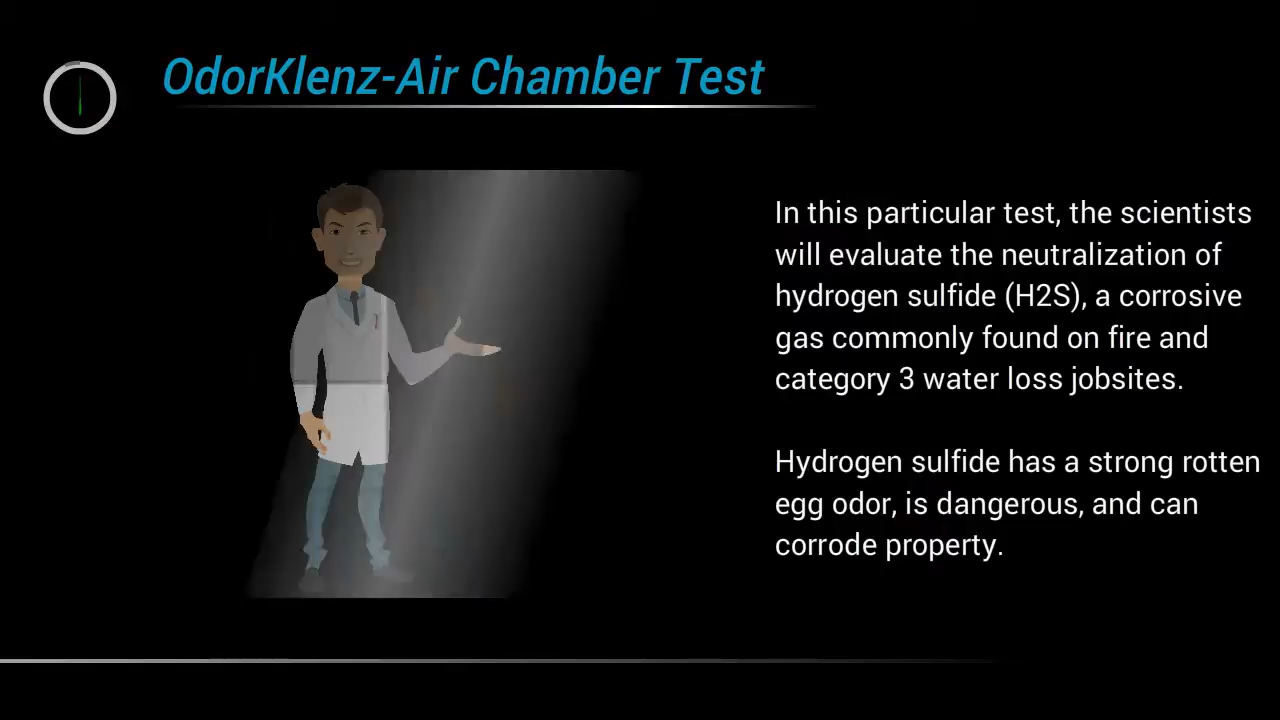 OdorKlenz-Air Chamber Test
In this particular test, the scientists
will evaluate the neutralization of
hydrogen sulfide (H2S), a corrosive
gas commonly found on fire and
category 3 water loss jobsites.
Hydrogen sulfide has a strong rotten
egg odor, is dangerous, and can
corrode property.